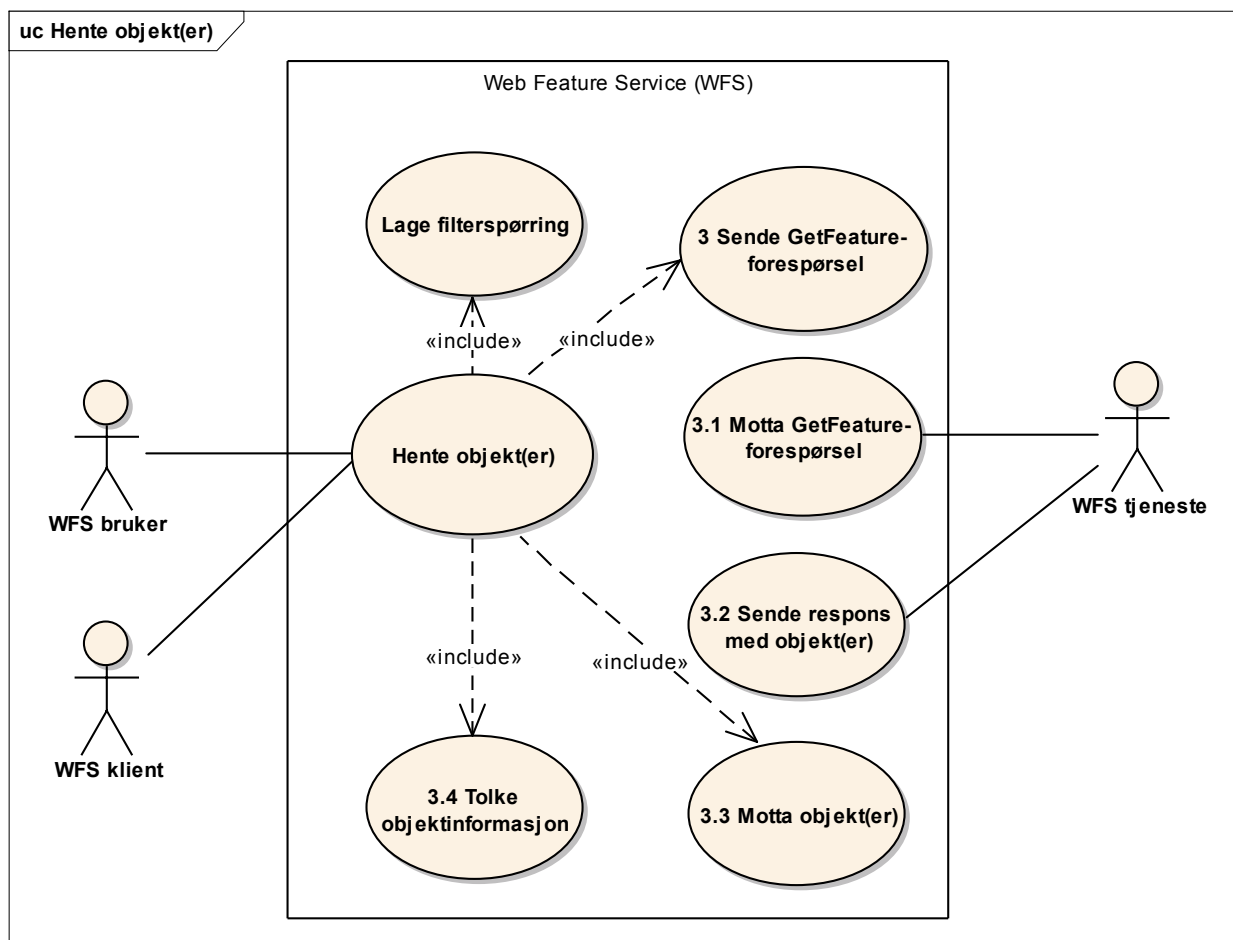 uc Hente objekt(er)
Web Feature Service (WFS)
Lage filterspørring
3 Sende GetFeature-
forespørsel
«include»
«include»
3.1 Motta GetFeature-
forespørsel
Hente objekt(er)
WFS bruker
WFS tjeneste
3.2 Sende respons
med objekt(er)
«include»
«include»
WFS klient
3.4 Tolke
objektinformasjon
3.3 Motta objekt(er)